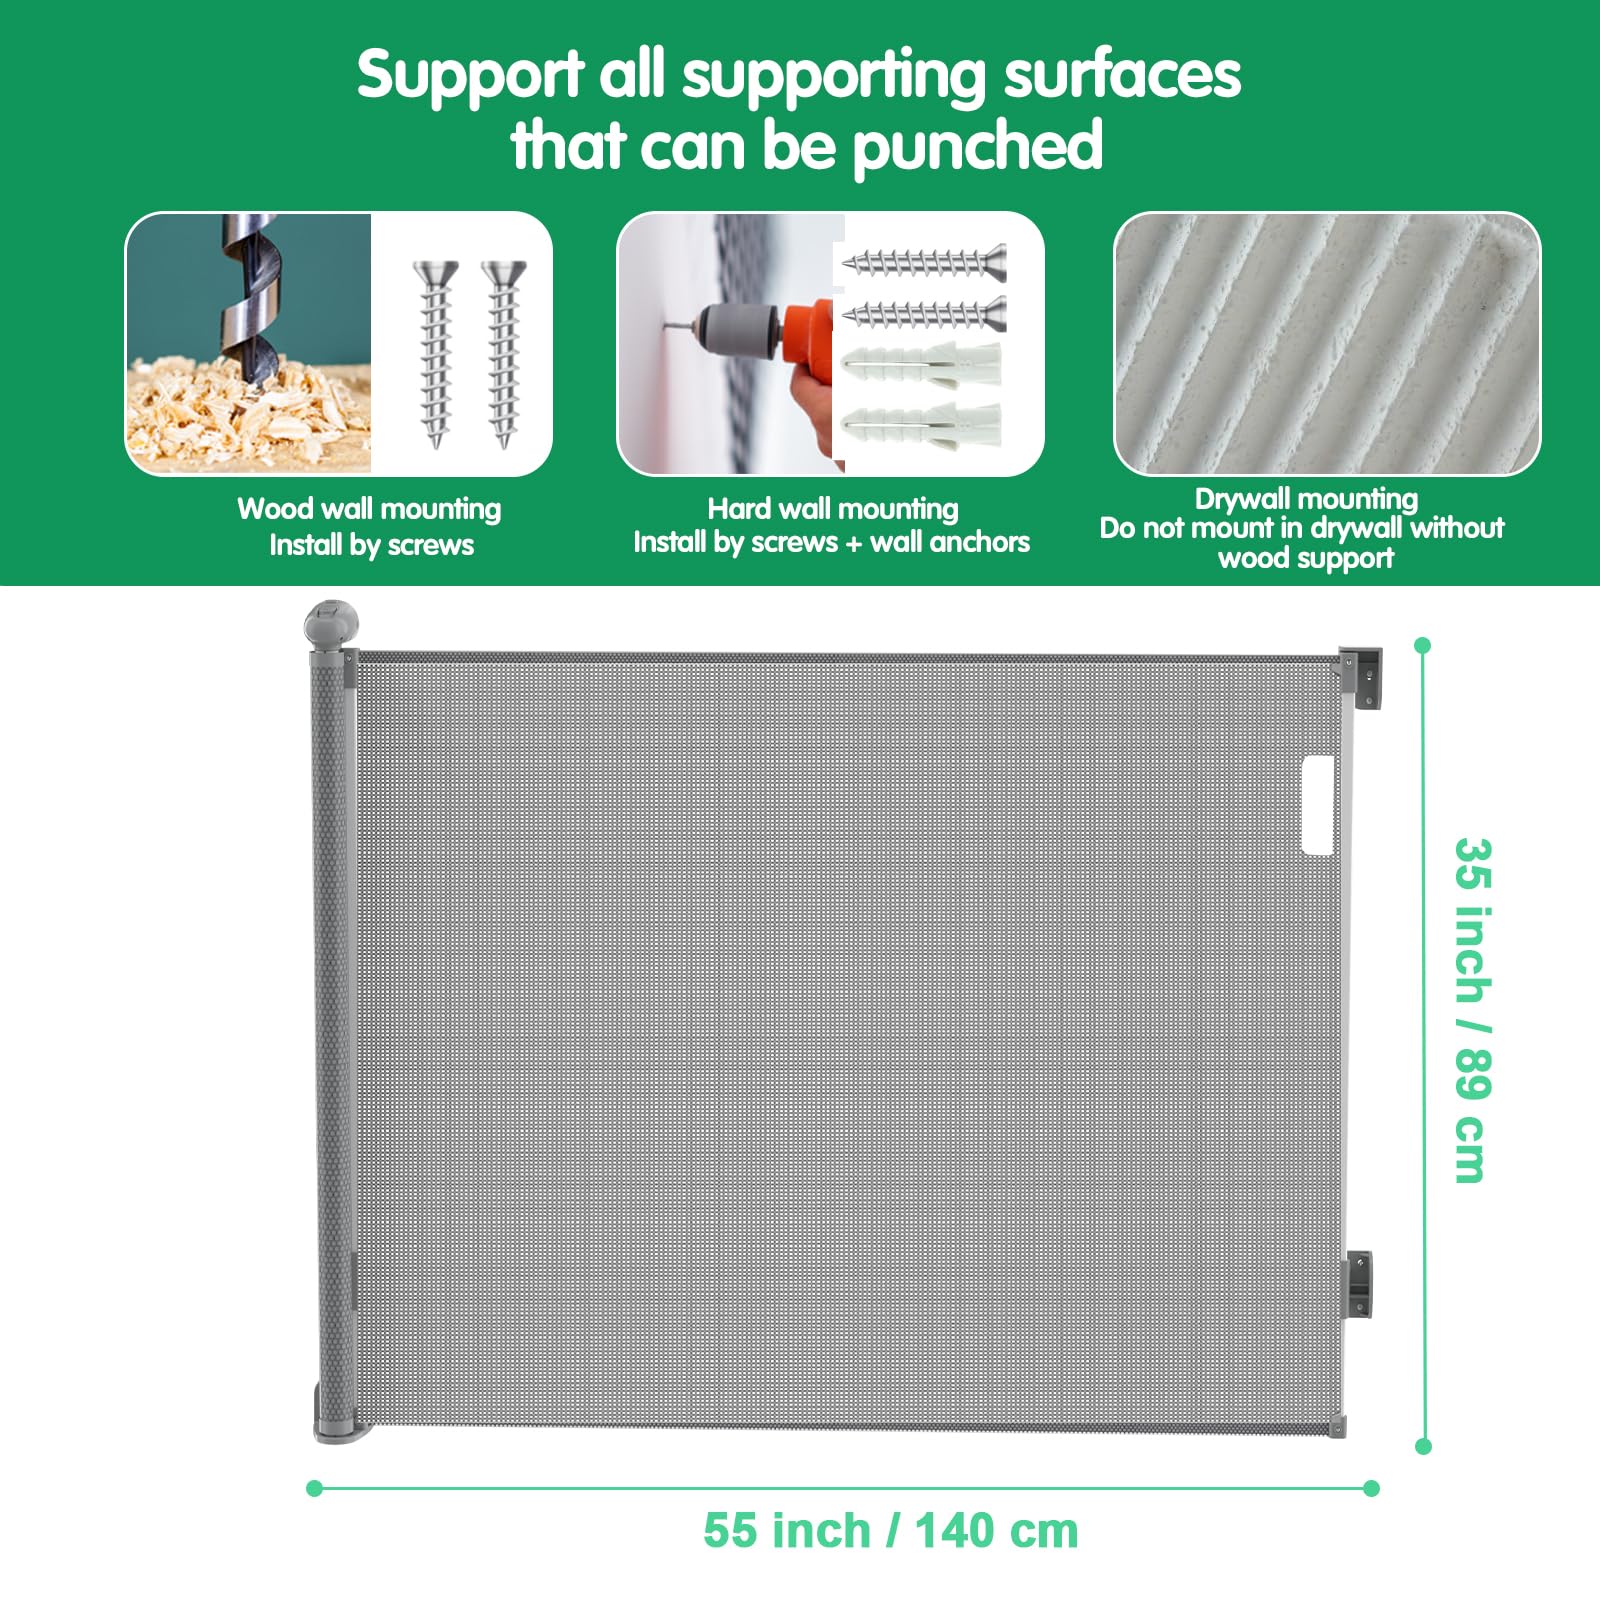 Support all supporting surfaces
that can be punched
Wood wall mounting
Install by screws
Hard wall mounting
Install by screws + wall anchors
Drywall mounting
Do not mount in drywall without
wood support
35 inch / 89 cm
55 inch / 140 cm